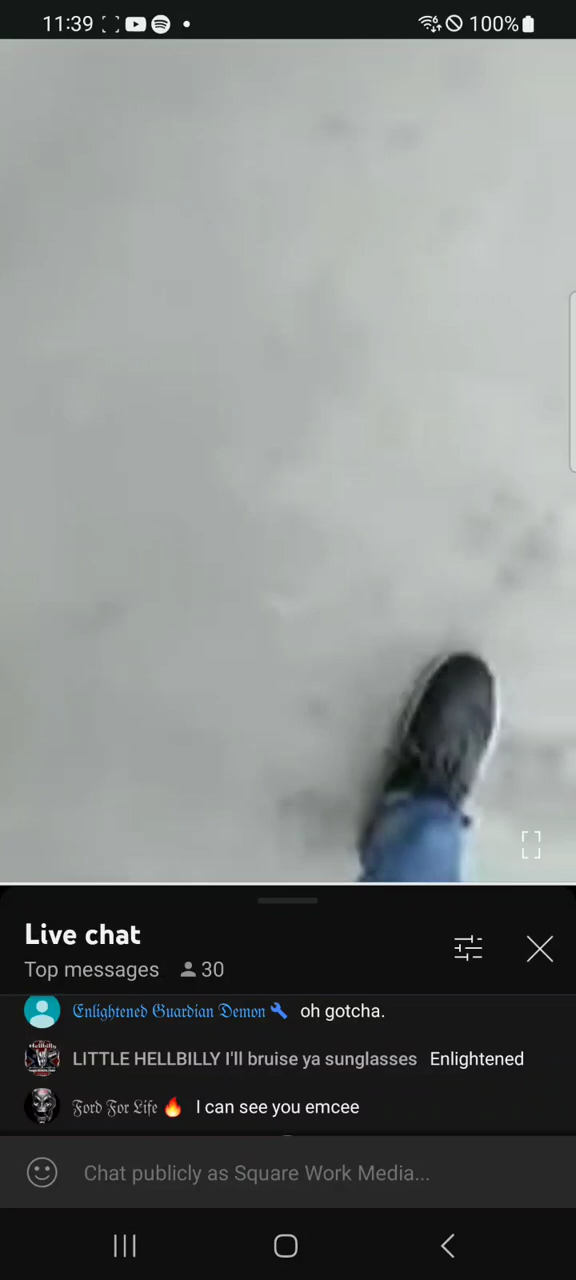 11:39 100%
Live chat
Top messages 30
Enlightened Guardian Demon oh gotcha.
LITTLE HELLBILLY I'll bruise ya sunglasses Enlightened
Ford For Life 🔥 I can see you emcee
Chat publicly as Square Work Media...